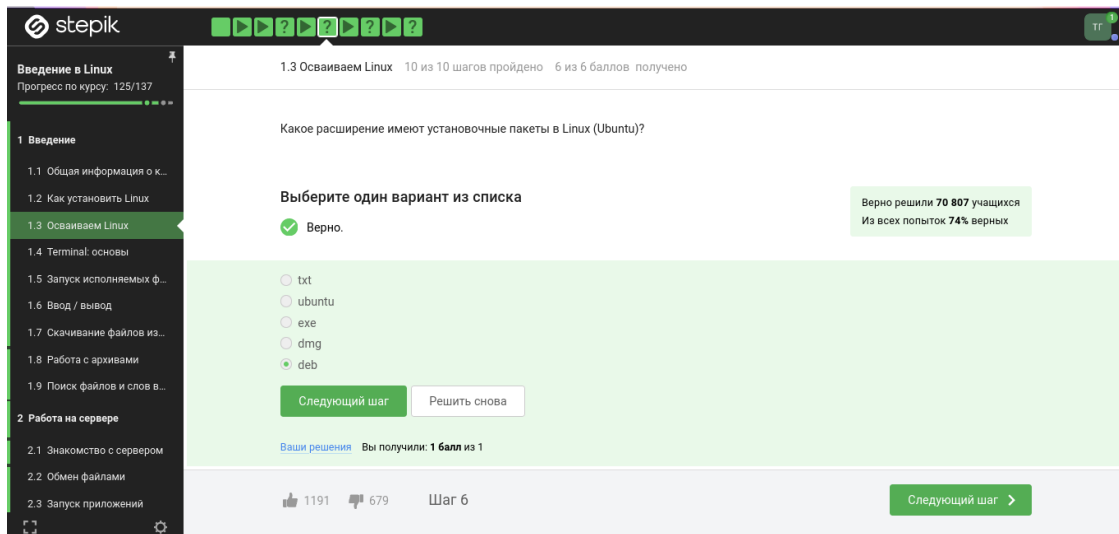 stepik
? ? ? ?
ТГ
1
Введение в Linux
Прогресс по курсу: 125/137
1 Введение
1.1 Общая информация о к...
1.2 Как установить Linux
1.3 Осваиваем Linux
1.4 Terminal: основы
1.5 Запуск исполняемых ф...
1.6 Ввод / вывод
1.7 Скачивание файлов из...
1.8 Работа с архивами
1.9 Поиск файлов и слов в...
2 Работа на сервере
2.1 Знакомство с сервером
2.2 Обмен файлами
2.3 Запуск приложений
1.3 Осваиваем Linux 10 из 10 шагов пройдено 6 из 6 баллов получено
Какое расширение имеют установочные пакеты в Linux (Ubuntu)?
Выберите один вариант из списка
Верно.
Верно решили 70 807 учащихся
Из всех попыток 74% верных
txt
ubuntu
exe
dmg
deb
Следующий шаг
Решить снова
Ваши решения Вы получили: 1 балл из 1
1191 679 Шаг 6
Следующий шаг